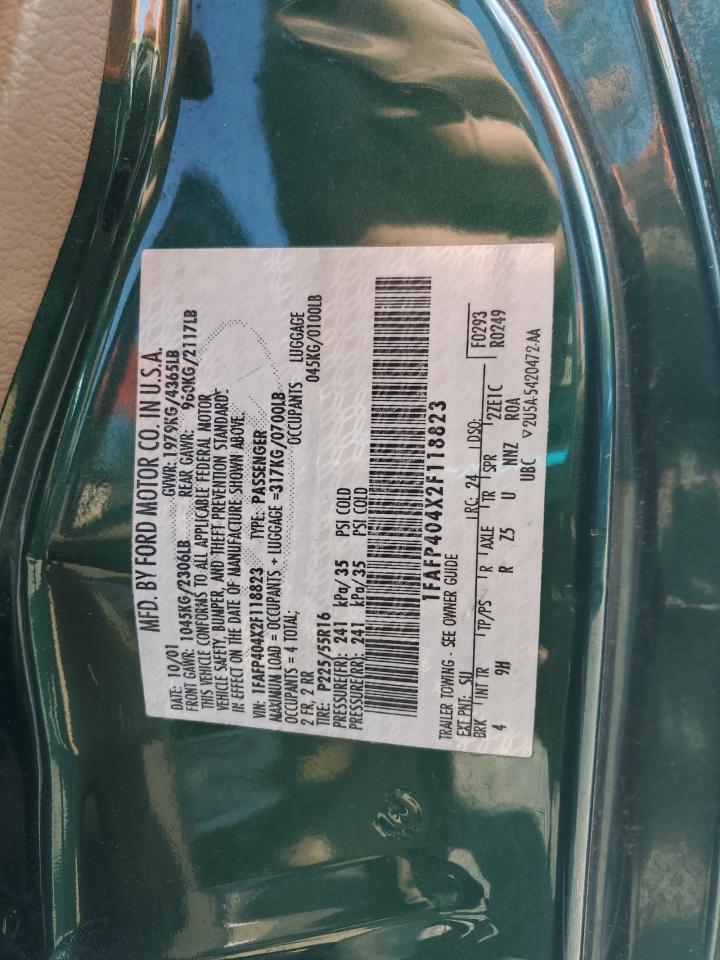 MFD. BY FORD MOTOR CO. IN U.S.A.
DATE: 10/01 GVWR: 1979KG/4365LB
FRONT GAWR: 1045KG/2306LB REAR GAWR: 960KG/2117LB
THIS VEHICLE CONFORMS TO ALL APPLICABLE FEDERAL MOTOR
VEHICLE SAFETY, BUMPER, AND THEFT PREVENTION STANDARDS
IN EFFECT ON THE DATE OF MANUFACTURE SHOWN ABOVE.
VIN: 1FAFP404X2F118823 TYPE: PASSENGER
MAXIMUM LOAD = OCCUPANTS + LUGGAGE =317KG/0700LB
OCCUPANTS = 4 TOTAL; OCCUPANTS LUGGAGE
2 FR, 2 RR 045KG/0100LB
TIRE: P225/55R16
PRESSURE(FR): 241 kPa/35 PSI COLD
PRESSURE(RR): 241 kPa/35 PSI COLD
1FAFP404X2F118823
TRAILER TOWING - SEE OWNER GUIDE
EXT PNT: SU RC: 24 DSO: F0293
BRK INT TR TP/PS R AXLE TR SPR 2ZE1C R0249
4 9H R Z5 U NNZ R0A
UBC ▽2U5A-5420472-AA